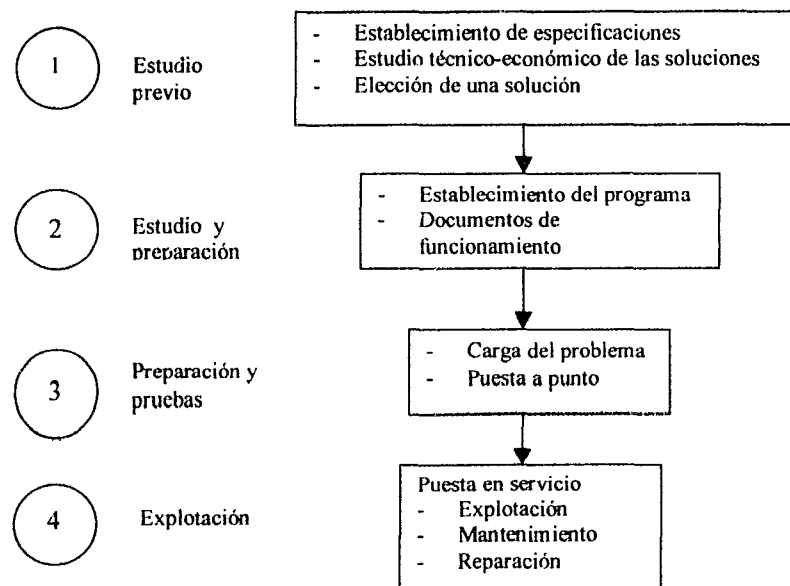 1
Estudio
previo
- Establecimiento de especificaciones
- Estudio técnico-económico de las soluciones
- Elección de una solución
2
Estudio y
preparación
- Establecimiento del programa
- Documentos de
funcionamiento
3
Preparación y
pruebas
- Carga del problema
- Puesta a punto
4
Explotación
Puesta en servicio
- Explotación
- Mantenimiento
- Reparación